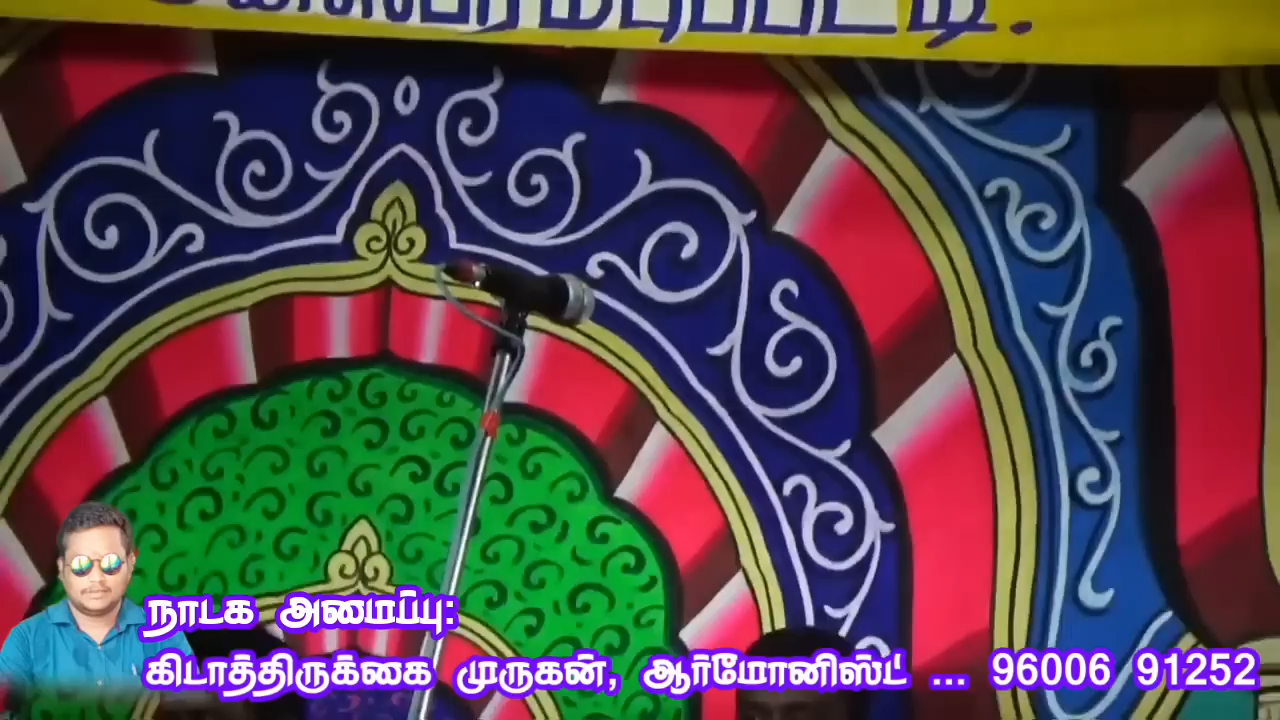 நாடக அமைப்பு:
கிடாத்திருக்கை முருகன், ஆர்மோனிஸ்ட் ... 96006 91252